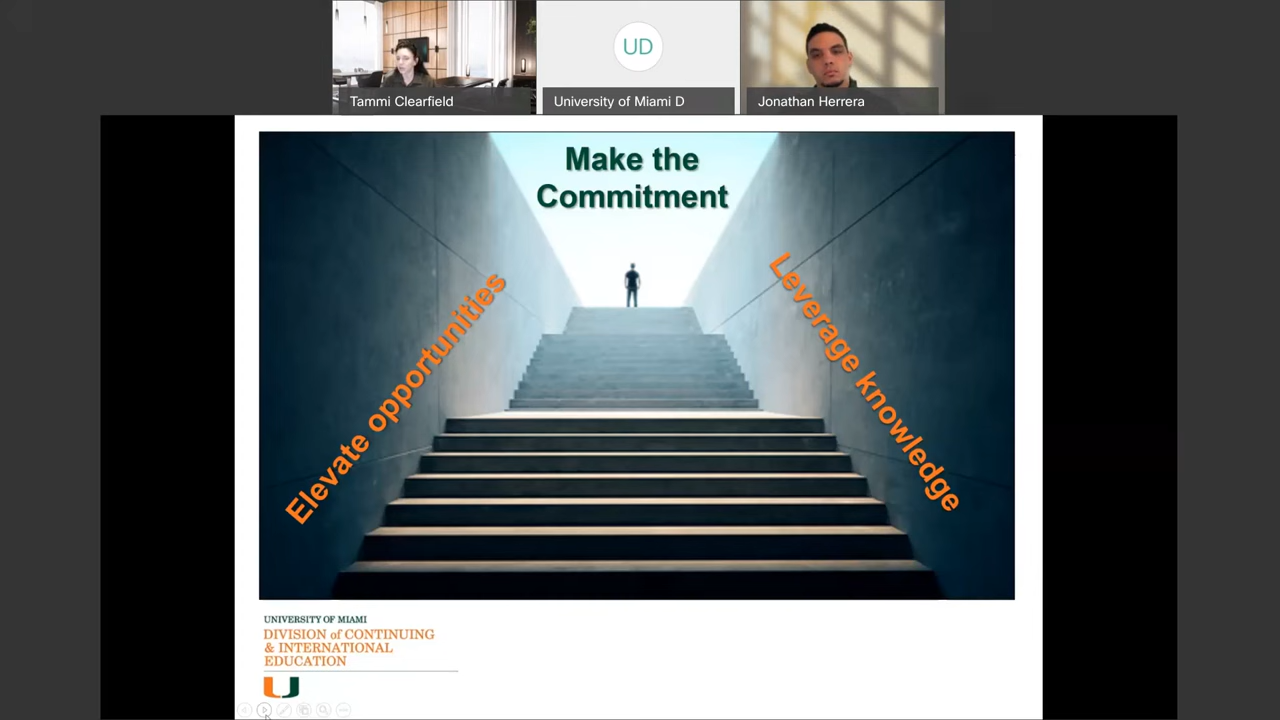 UD
Tammi Clearfield
University of Miami D
Jonathan Herrera
Make the
Commitment
Elevate opportunities
Leverage knowledge
UNIVERSITY OF MIAMI
DIVISION of CONTINUING
& INTERNATIONAL
EDUCATION